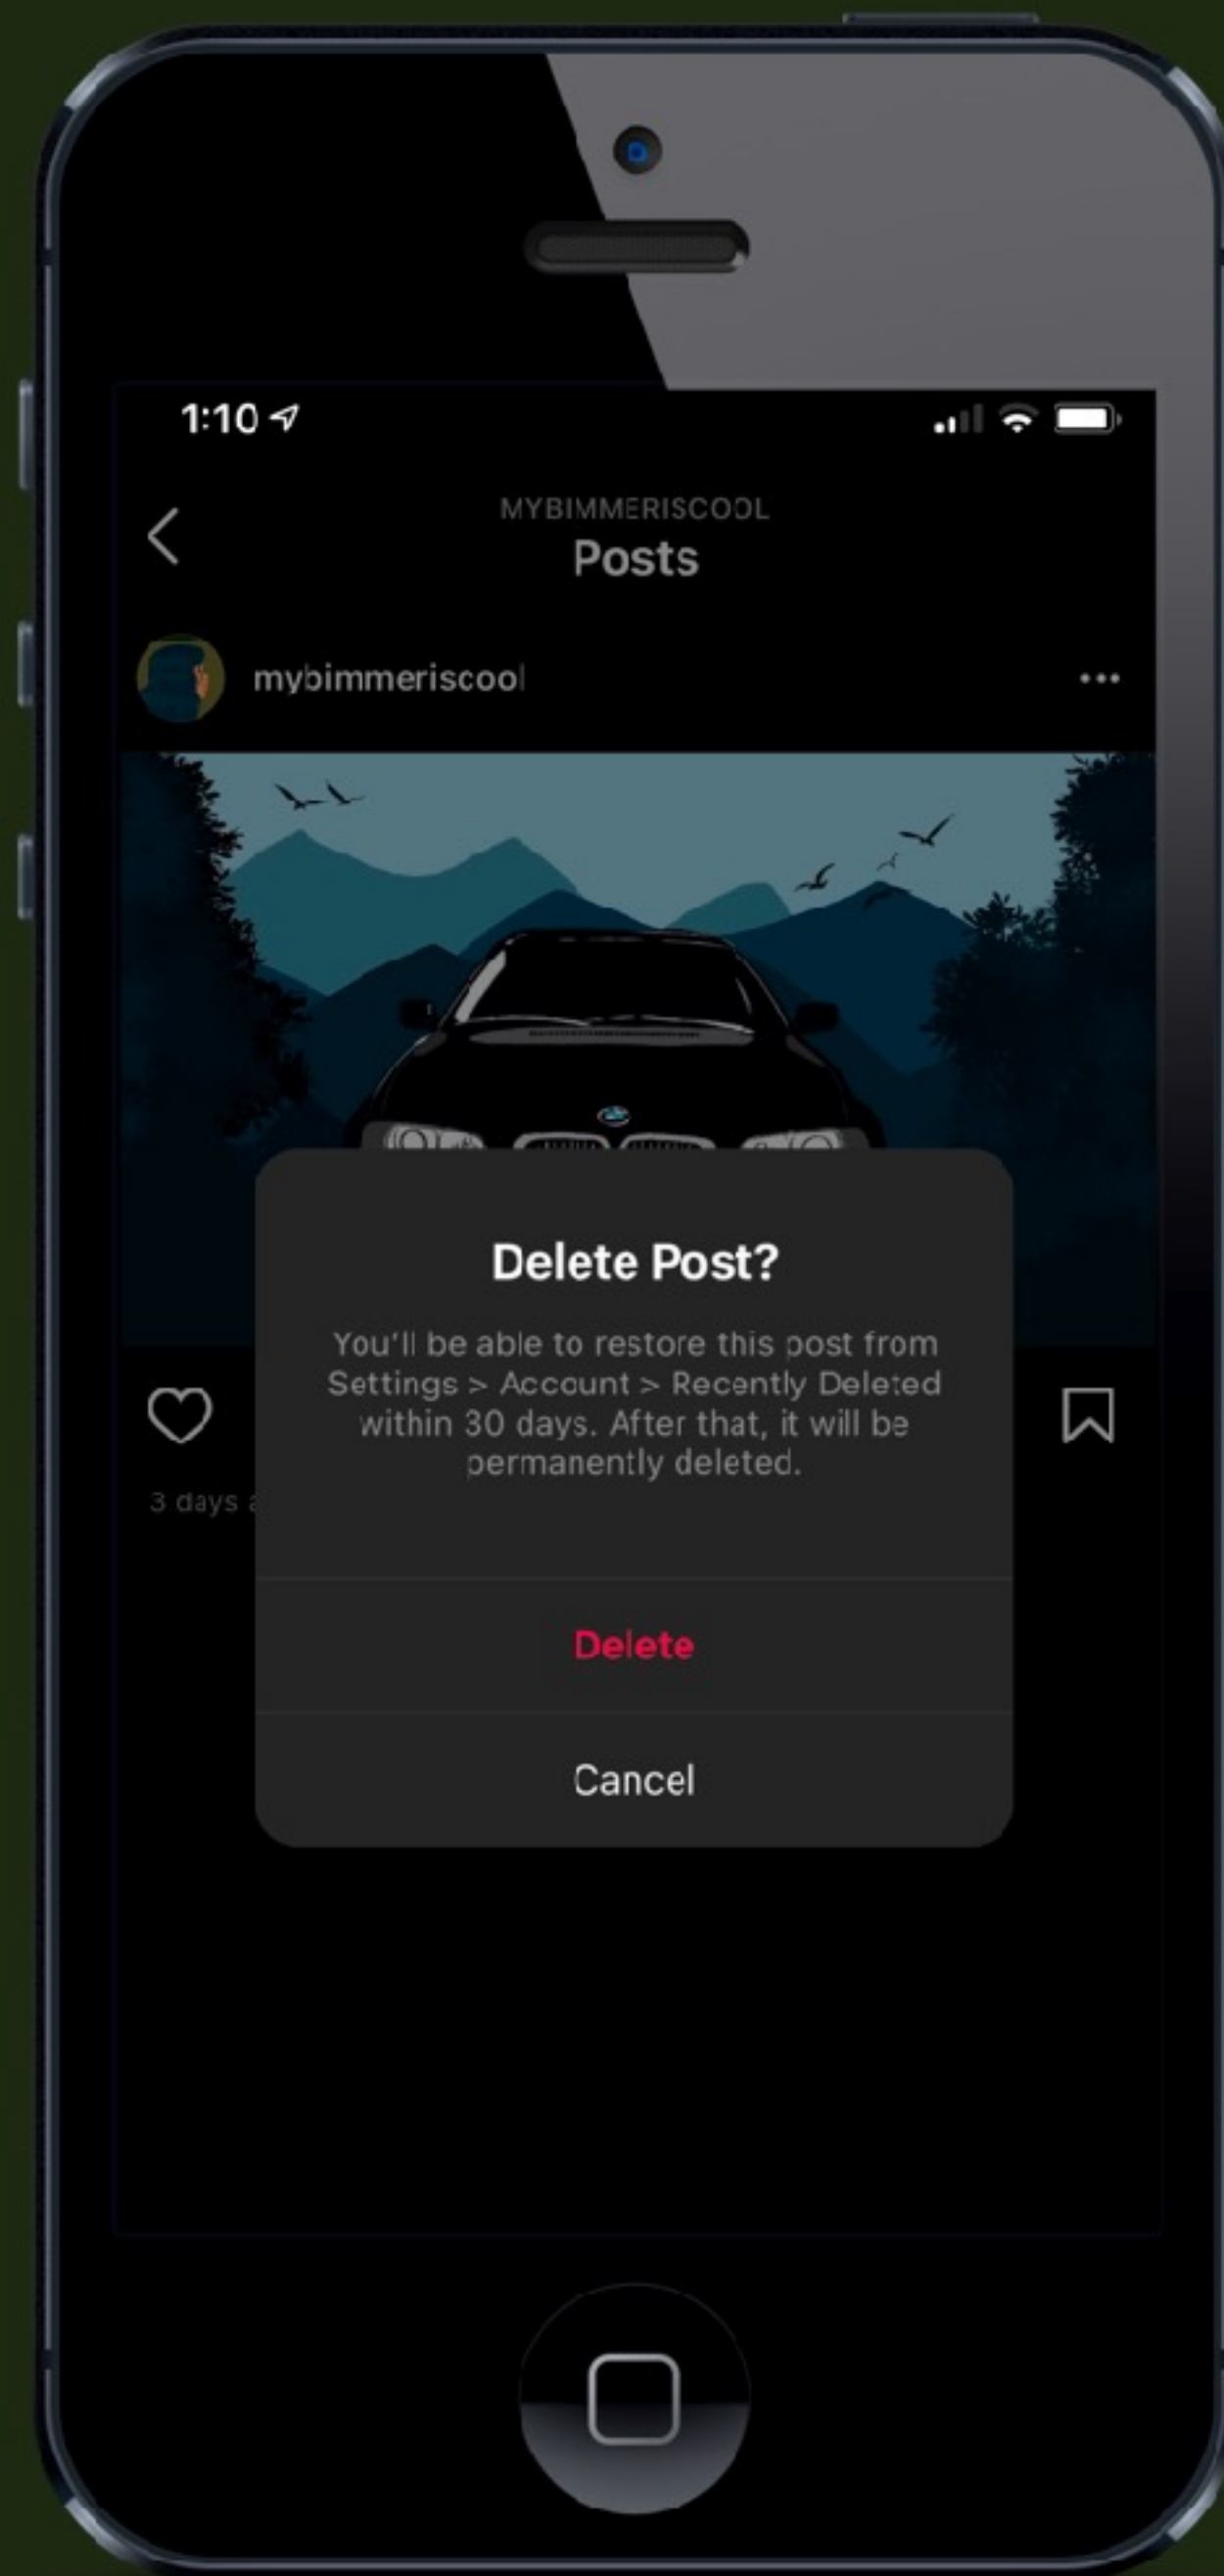 1:10
MYBIMMERISCOOL
Posts
mybimmeriscool
Delete Post?
You'll be able to restore this post from
Settings > Account > Recently Deleted
within 30 days. After that, it will be
permanently deleted.
3 days
Delete
Cancel